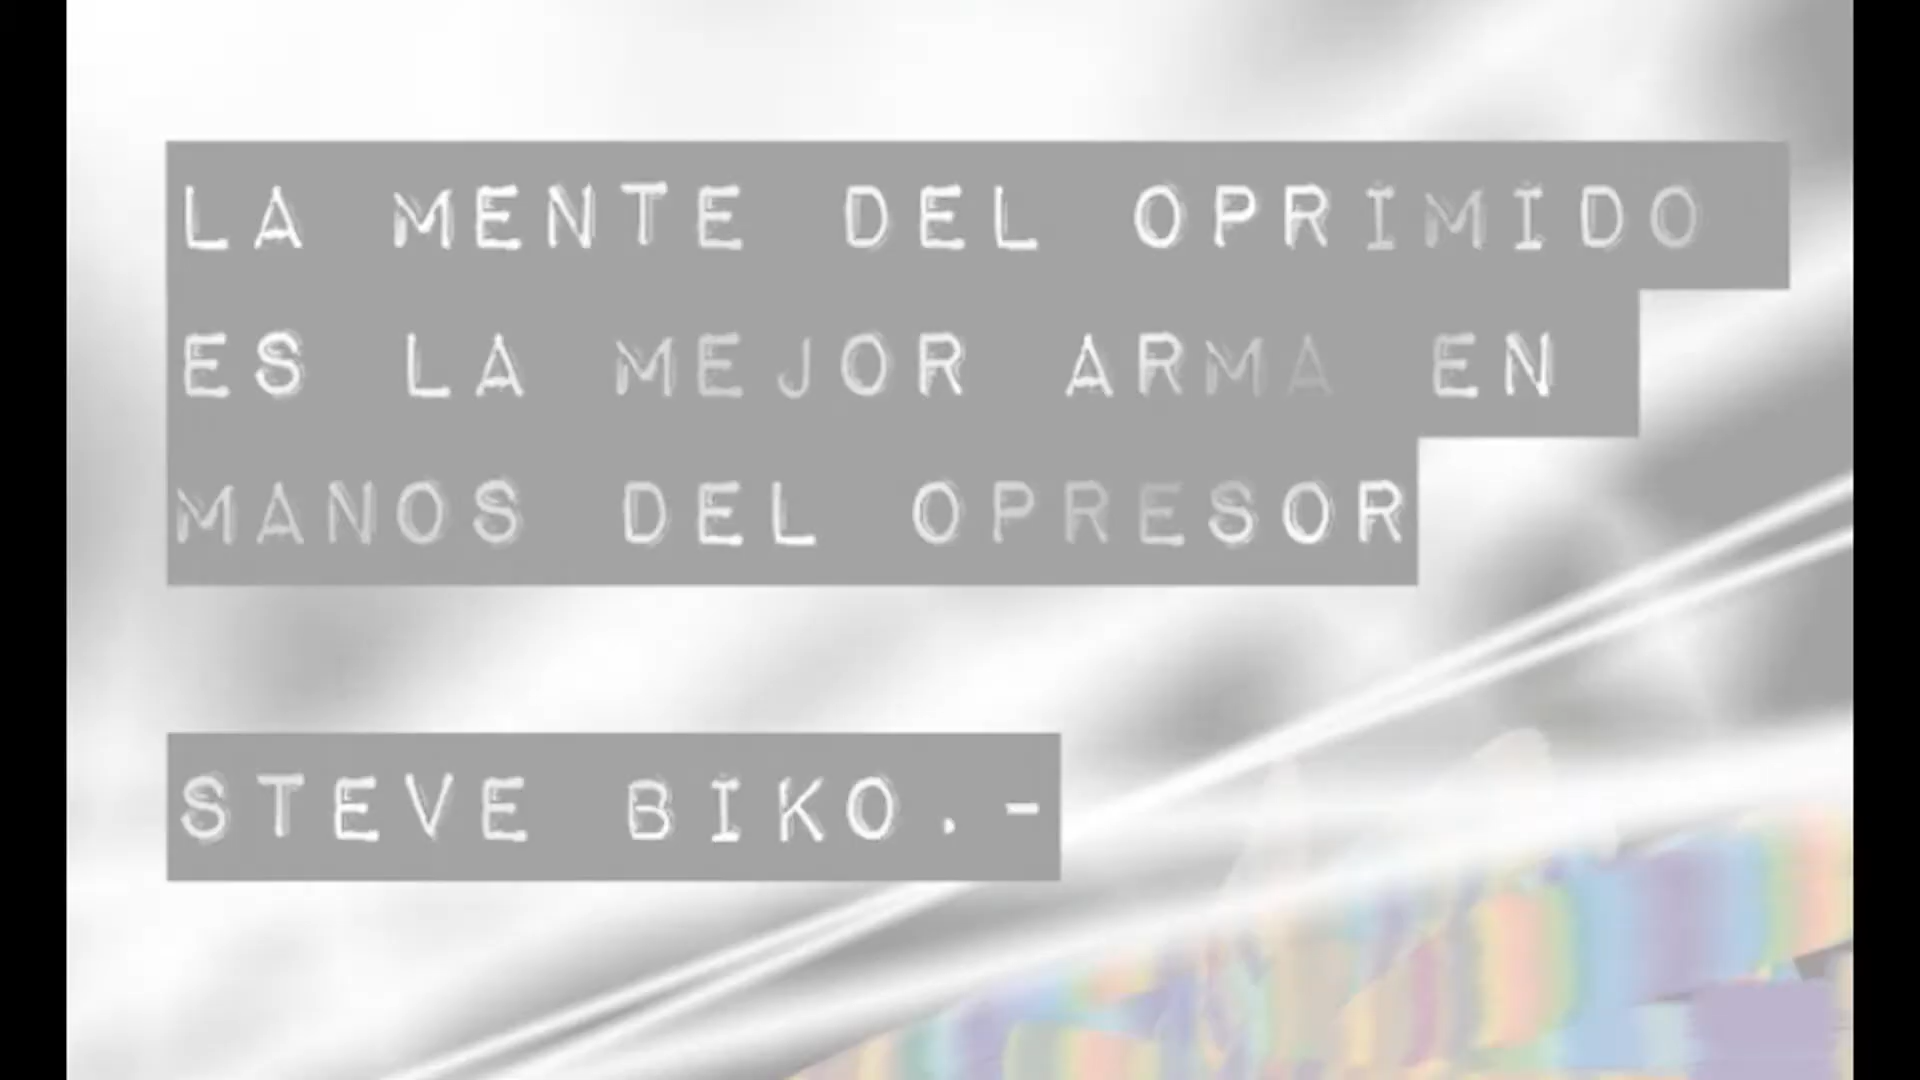 LA MENTE DEL OPRIMIDO
ES LA MEJOR ARMA EN
MANOS DEL OPRESOR
STEVE BIKO.-